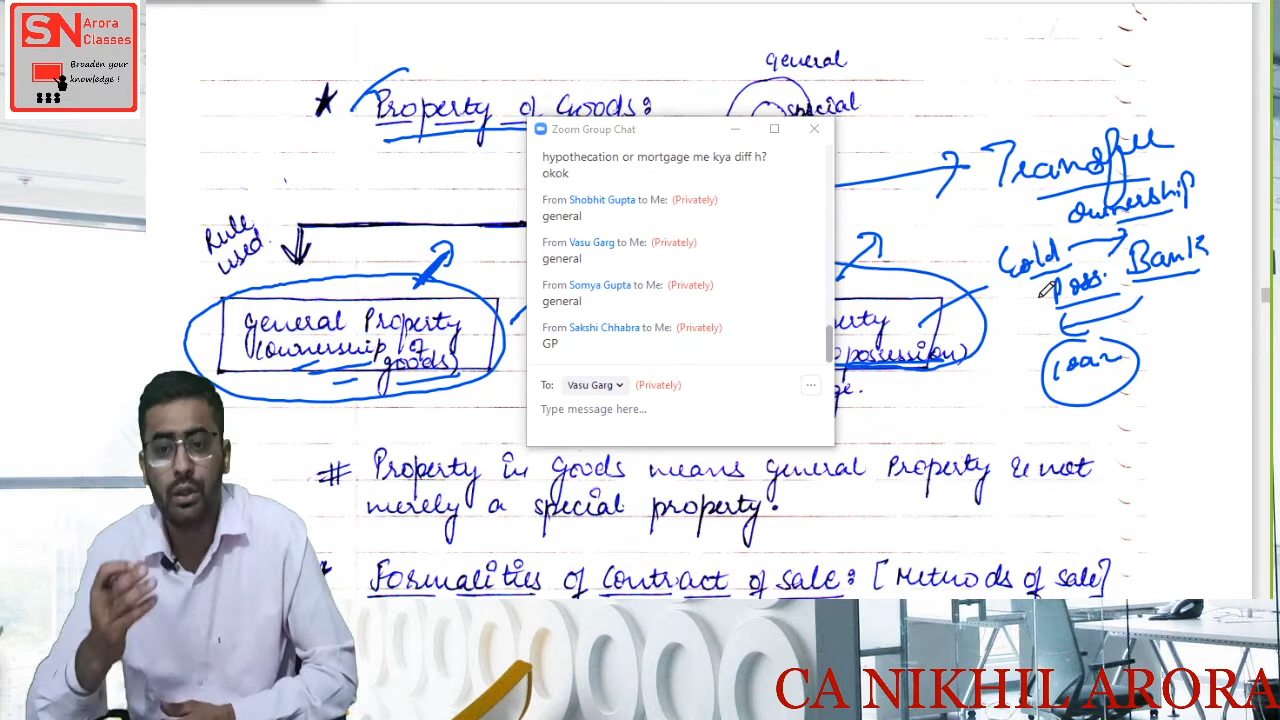 SN Arora
Classes
Broaden your
knowledge !
general
special
★ Property of Goods:
Zoom Group Chat
hypothecation or mortgage me kya diff h?
okok
From Shobhit Gupta to Me: (Privately)
general
From Vasu Garg to Me: (Privately)
general
From Somya Gupta to Me: (Privately)
general
From Sakshi Chhabra to Me: (Privately)
GP
To: Vasu Garg (Privately)
Type message here...
Rule
used.
general Property
(ownership of
goods)
erty
possession)
ge.
Transfer
ownership
Gold
Poss. Bank
loan
# Property in goods means general Property & not
merely a special property.
* Formalities of contract of sale: [Methods of sale]
CA NIKHIL ARORA